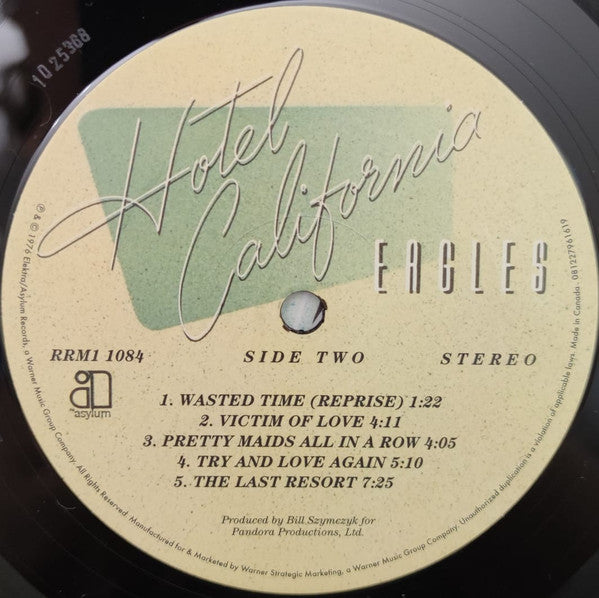 1D 25368
Hotel
California
EAGLES
RRM1 1084
SIDE TWO
STEREO
asylum
1. WASTED TIME (REPRISE) 1:22
2. VICTIM OF LOVE 4:11
3. PRETTY MAIDS ALL IN A ROW 4:05
4. TRY AND LOVE AGAIN 5:10
5. THE LAST RESORT 7:25
Produced by Bill Szymczyk for
Pandora Productions, Ltd.
℗ & © 1976 Elektra/Asylum Records, a Warner Music Group Company. All Rights Reserved. Manufactured for & Marketed by Warner Strategic Marketing, a Warner Music Group Company. Unauthorized duplication is a violation of applicable laws. Made in Canada · 081227961619